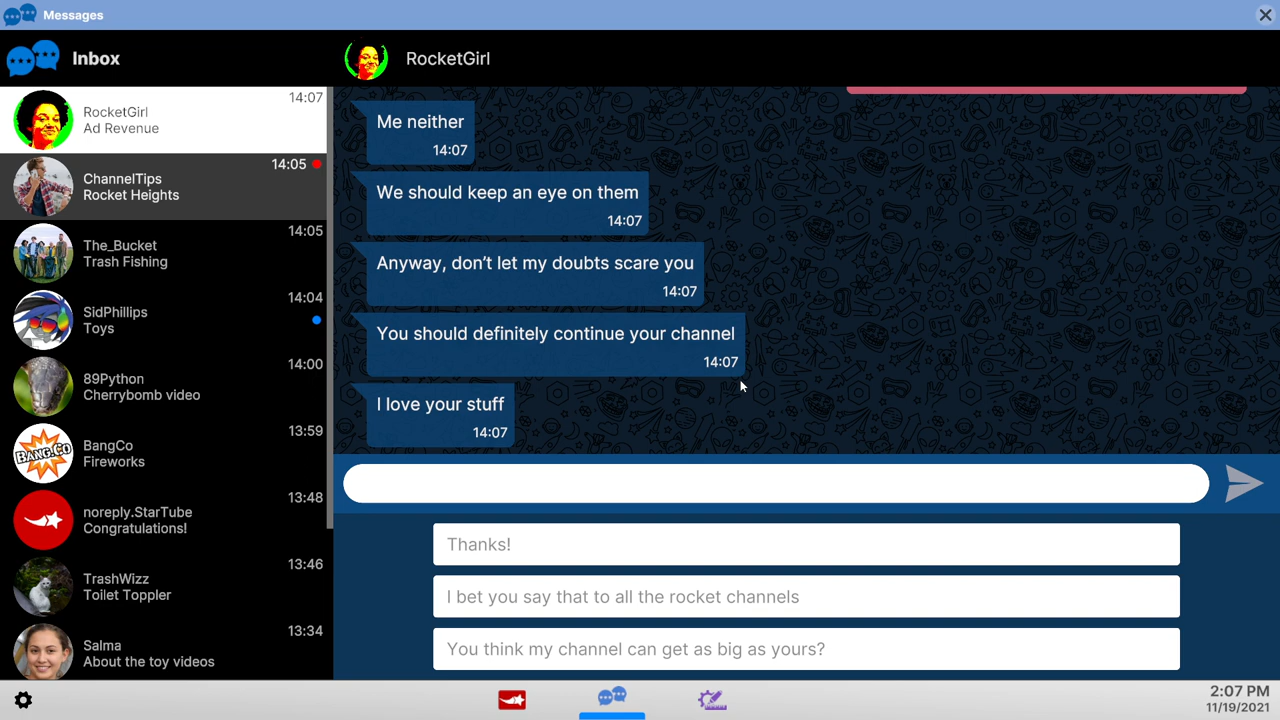 Messages
Inbox
RocketGirl
14:07
RocketGirl
Ad Revenue
14:05
ChannelTips
Rocket Heights
14:05
The_Bucket
Trash Fishing
14:04
SidPhillips
Toys
14:00
89Python
Cherrybomb video
13:59
BANG.CO
BangCo
Fireworks
13:48
noreply.StarTube
Congratulations!
13:46
TrashWizz
Toilet Toppler
13:34
Salma
About the toy videos
Me neither
14:07
We should keep an eye on them
14:07
Anyway, don't let my doubts scare you
14:07
You should definitely continue your channel
14:07
I love your stuff
14:07
Thanks!
I bet you say that to all the rocket channels
You think my channel can get as big as yours?
2:07 PM
11/19/2021